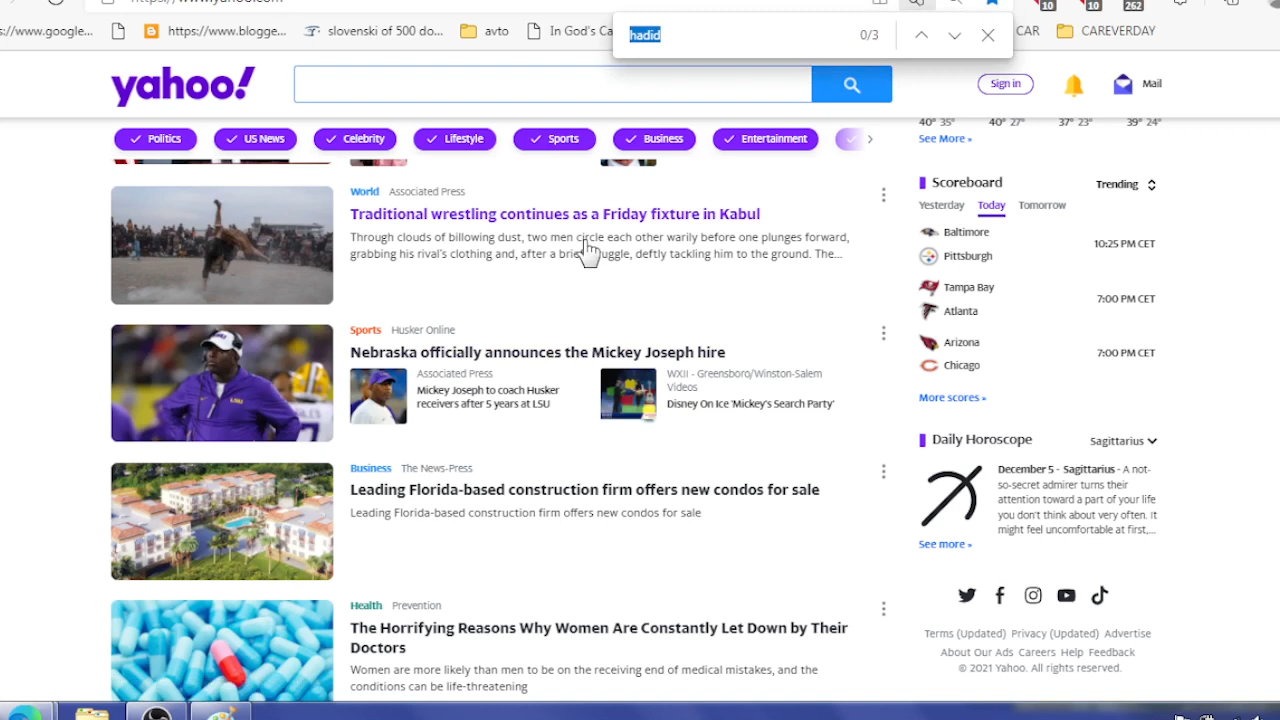 www.yahoo.com
10
10
262
s://www.google...
https://www.blogge...
slovenski of 500 do...
avto
In God's Ca
CAR
CAREVERDAY
hadid
0/3
yahoo!
Sign in
Mail
Politics
US News
Celebrity
Lifestyle
Sports
Business
Entertainment
40° 35°
40° 27°
37° 23°
39° 24°
See More »
World Associated Press
Traditional wrestling continues as a Friday fixture in Kabul
Through clouds of billowing dust, two men circle each other warily before one plunges forward,
grabbing his rival's clothing and, after a brief struggle, deftly tackling him to the ground. The...
Sports Husker Online
Nebraska officially announces the Mickey Joseph hire
Associated Press
Mickey Joseph to coach Husker
receivers after 5 years at LSU
WXII - Greensboro/Winston-Salem
Videos
Disney On Ice 'Mickey's Search Party'
LSU
Business The News-Press
Leading Florida-based construction firm offers new condos for sale
Leading Florida-based construction firm offers new condos for sale
Health Prevention
The Horrifying Reasons Why Women Are Constantly Let Down by Their
Doctors
Women are more likely than men to be on the receiving end of medical mistakes, and the
conditions can be life-threatening
Scoreboard
Trending
Yesterday
Today
Tomorrow
Baltimore
Pittsburgh
10:25 PM CET
Tampa Bay
Atlanta
7:00 PM CET
Arizona
Chicago
7:00 PM CET
More scores »
Daily Horoscope
Sagittarius
December 5 - Sagittarius - A not-
so-secret admirer turns their
attention toward a part of your life
you don't think about very often. It
might feel uncomfortable at first,...
See more »
Terms (Updated) Privacy (Updated) Advertise
About Our Ads Careers Help Feedback
© 2021 Yahoo. All rights reserved.